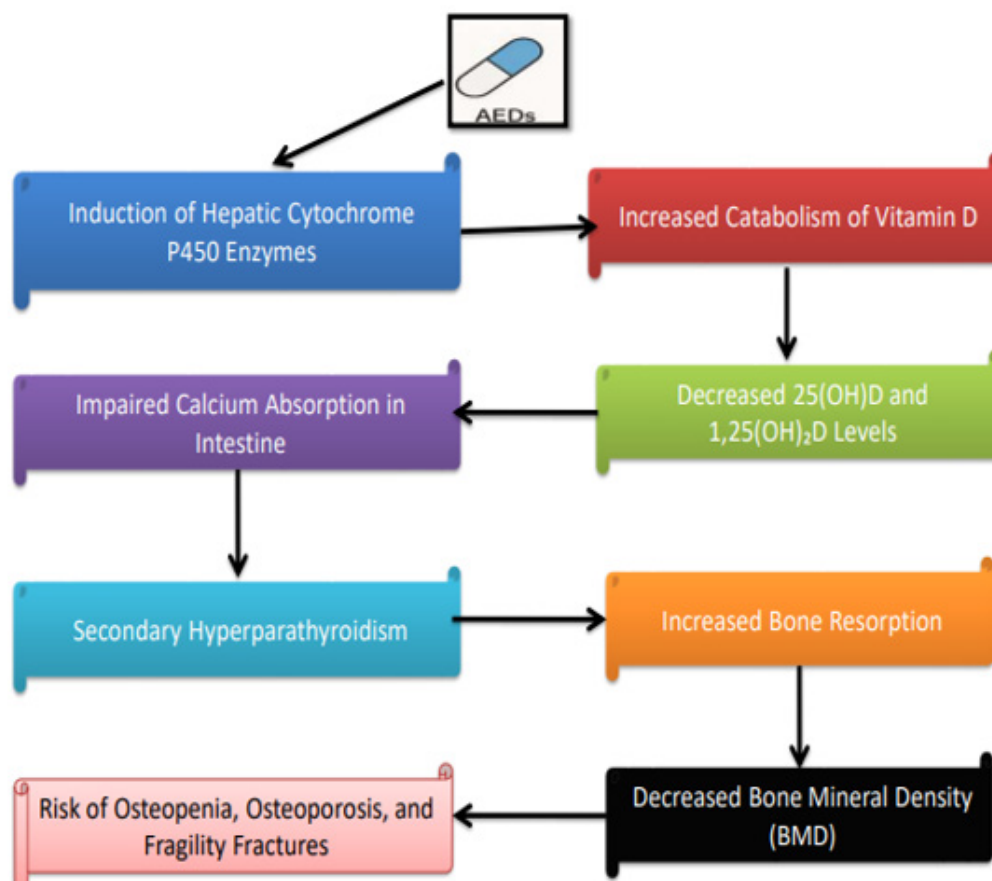 AEDs
Induction of Hepatic Cytochrome
P450 Enzymes
Increased Catabolism of Vitamin D
Decreased 25(OH)D and
1,25(OH)₂D Levels
Impaired Calcium Absorption in
Intestine
Secondary Hyperparathyroidism
Increased Bone Resorption
Decreased Bone Mineral Density
(BMD)
Risk of Osteopenia, Osteoporosis, and
Fragility Fractures